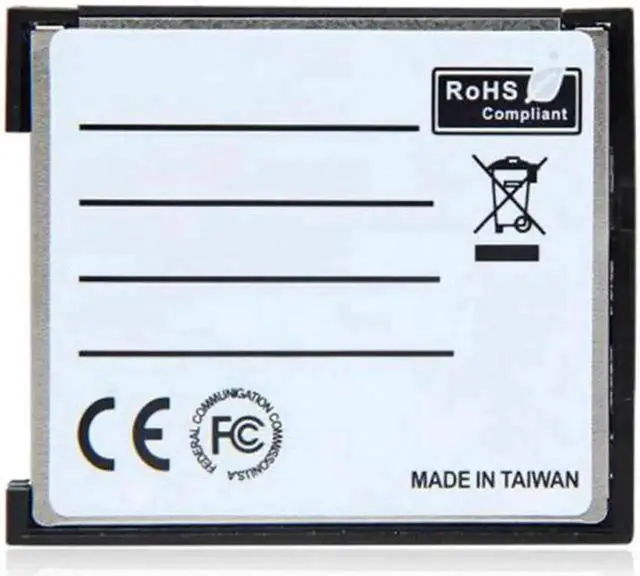 RoHS
Compliant
CE
FEDERAL COMMUNICATION COMMISSION U.S.A
FC
MADE IN TAIWAN